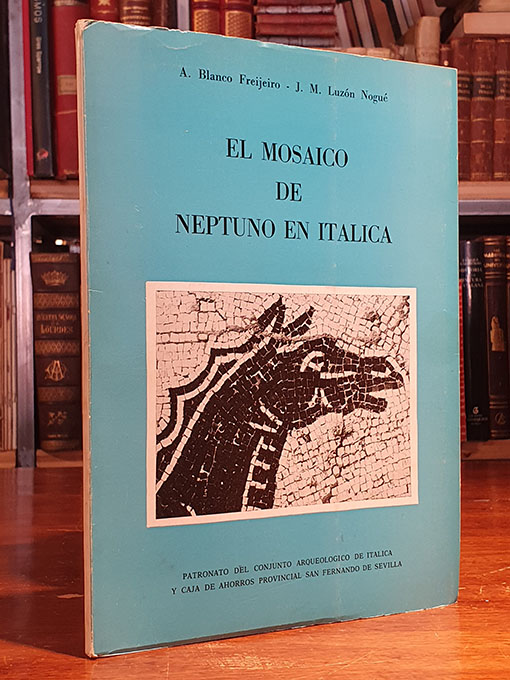 A. Blanco Freijeiro - J. M. Luzón Nogué
EL MOSAICO
DE
NEPTUNO EN ITALICA
PATRONATO DEL CONJUNTO ARQUEOLOGICO DE ITALICA
Y CAJA DE AHORROS PROVINCIAL SAN FERNANDO DE SEVILLA
LOURDES